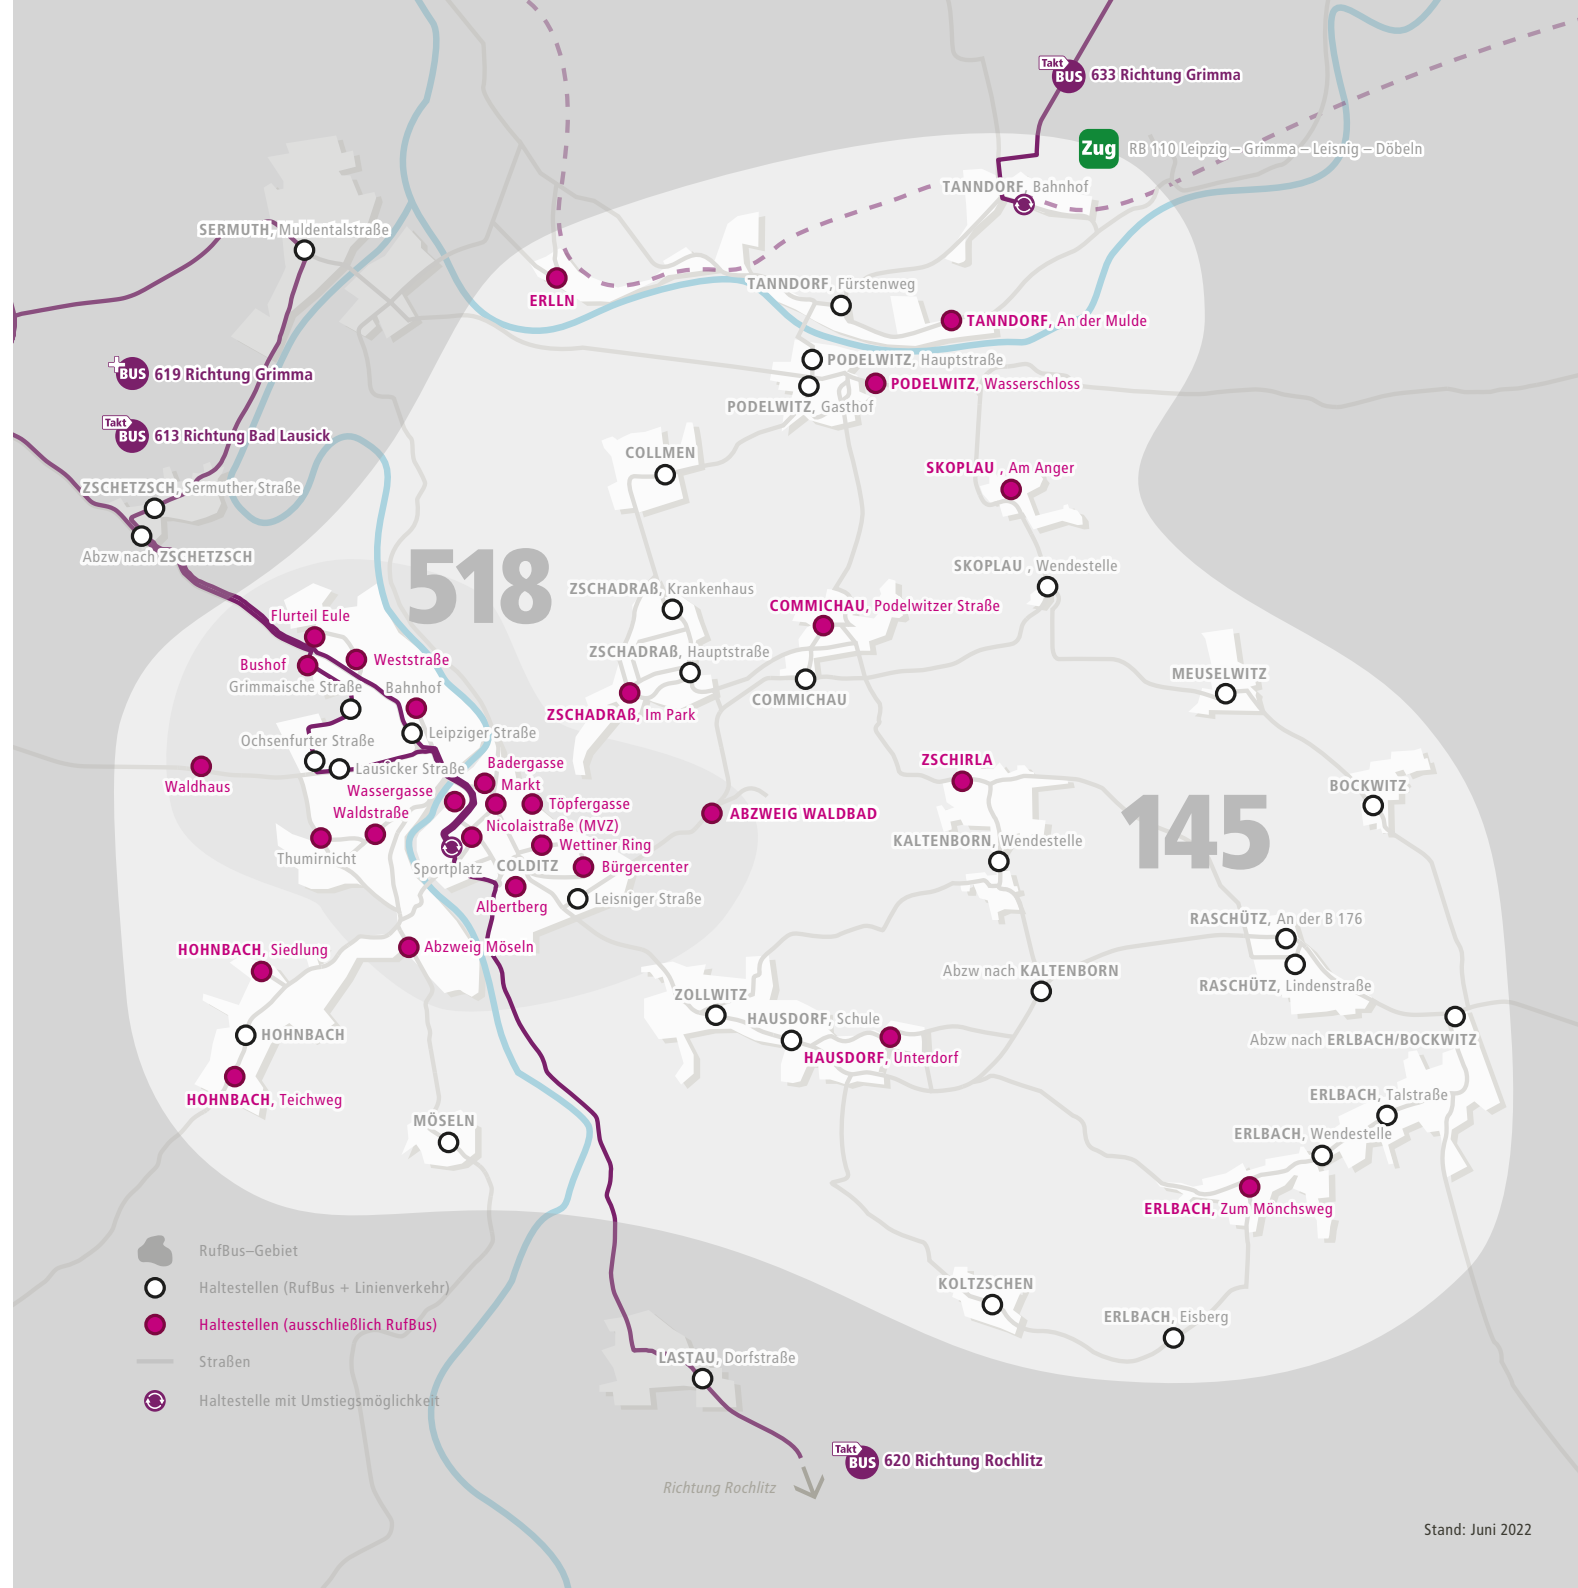 Takt
BUS 633 Richtung Grimma
Zug RB 110 Leipzig – Grimma – Leisnig – Döbeln
TANNDORF, Bahnhof
SERMUTH, Muldentalstraße
TANNDORF, Fürstenweg
ERLLN
TANNDORF, An der Mulde
PODELWITZ, Hauptstraße
BUS 619 Richtung Grimma
PODELWITZ, Wasserschloss
PODELWITZ, Gasthof
Takt
BUS 613 Richtung Bad Lausick
COLLMEN
SKOPLAU , Am Anger
ZSCHETZSCH, Sermuther Straße
Abzw nach ZSCHETZSCH
518
SKOPLAU , Wendestelle
ZSCHADRAß, Krankenhaus
COMMICHAU, Podelwitzer Straße
Flurteil Eule
ZSCHADRAß, Hauptstraße
Weststraße
Bushof
MEUSELWITZ
Grimmaische Straße
Bahnhof
COMMICHAU
ZSCHADRAß, Im Park
Leipziger Straße
Ochsenfurter Straße
ZSCHIRLA
Badergasse
Lausicker Straße
Waldhaus
Markt
BOCKWITZ
Wassergasse
Töpfergasse
Waldstraße
ABZWEIG WALDBAD
145
Nicolaistraße (MVZ)
KALTENBORN, Wendestelle
Wettiner Ring
Thumirnicht
Sportplatz
COLDITZ
Bürgercenter
Leisniger Straße
Albertberg
RASCHÜTZ, An der B 176
Abzweig Möseln
HOHNBACH, Siedlung
Abzw nach KALTENBORN
RASCHÜTZ, Lindenstraße
ZOLLWITZ
HAUSDORF, Schule
HOHNBACH
Abzw nach ERLBACH/BOCKWITZ
HAUSDORF, Unterdorf
ERLBACH, Talstraße
HOHNBACH, Teichweg
MÖSELN
ERLBACH, Wendestelle
ERLBACH, Zum Mönchsweg
RufBus–Gebiet
Haltestellen (RufBus + Linienverkehr)
KOLTZSCHEN
ERLBACH, Eisberg
Haltestellen (ausschließlich RufBus)
Straßen
LASTAU, Dorfstraße
Haltestelle mit Umstiegsmöglichkeit
Takt
BUS 620 Richtung Rochlitz
Richtung Rochlitz
Stand: Juni 2022